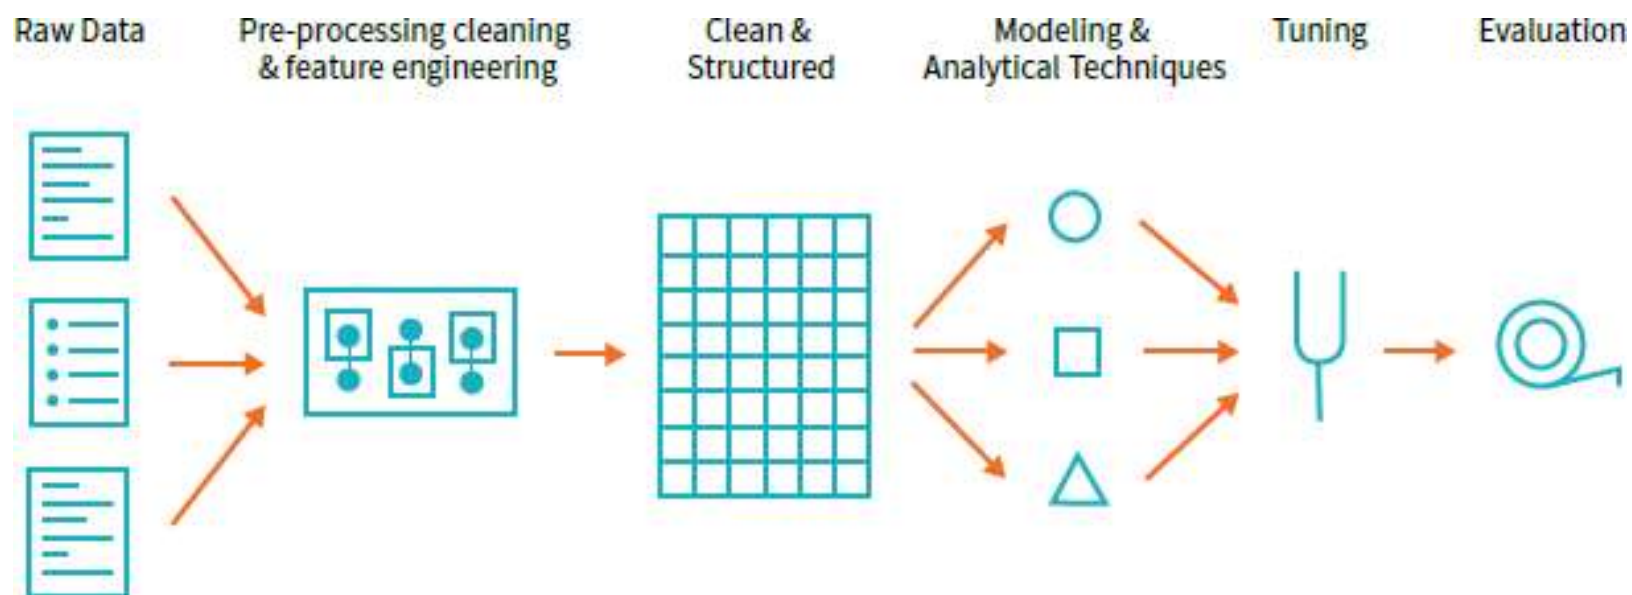 Raw Data
Pre-processing cleaning
& feature engineering
Clean &
Structured
Modeling &
Analytical Techniques
Tuning
Evaluation